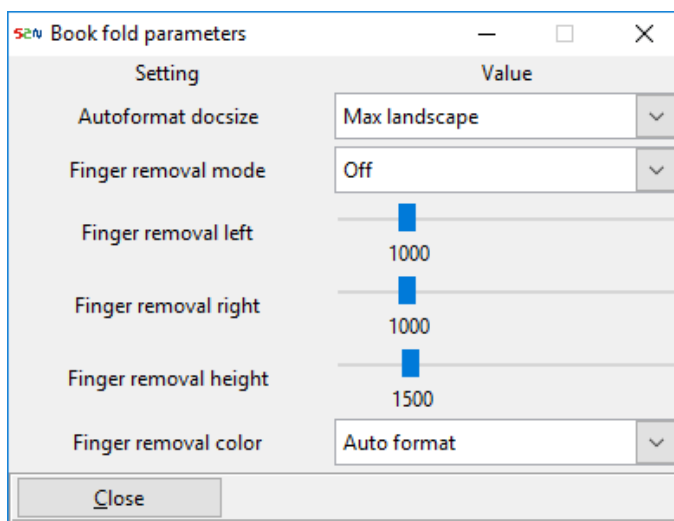 S2N Book fold parameters
Setting Value
Autoformat docsize Max landscape
Finger removal mode Off
Finger removal left
1000
Finger removal right
1000
Finger removal height
1500
Finger removal color Auto format
Close